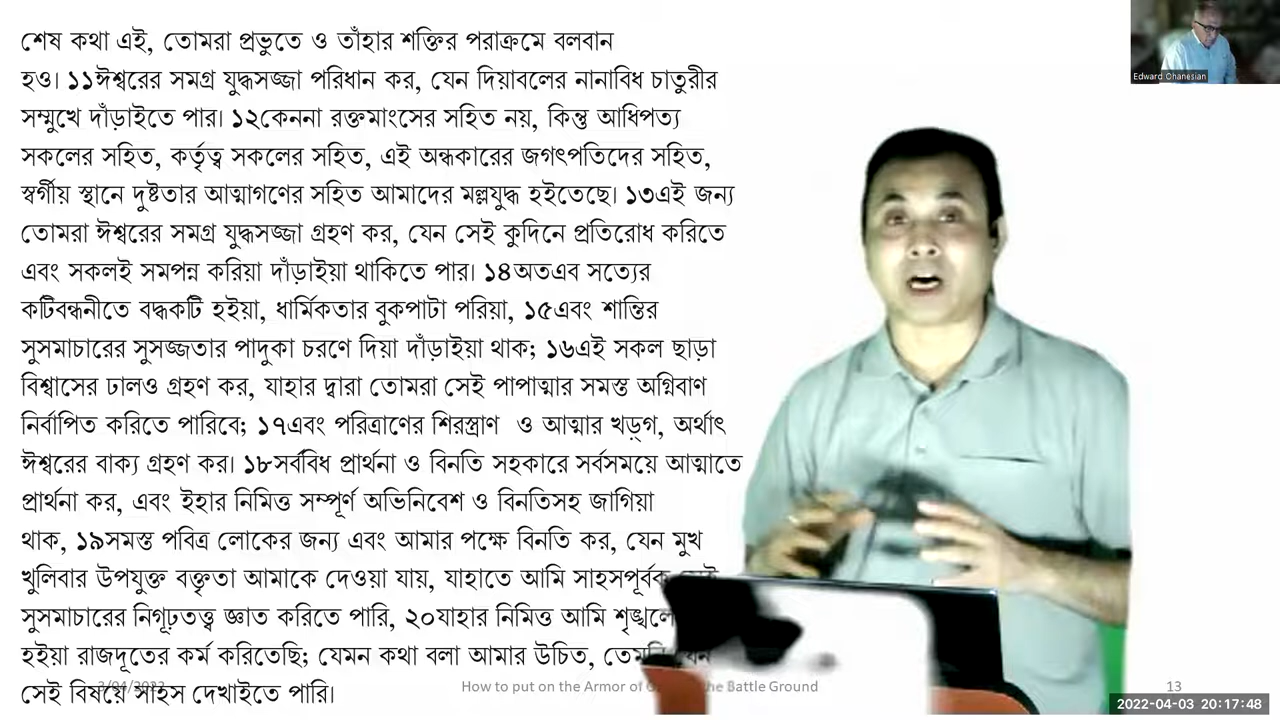 শেষ কথা এই, তোমরা প্রভুতে ও তাঁহার শক্তির পরাক্রমে বলবান
হও। ১১ঈশ্বরের সমগ্র যুদ্ধসজ্জা পরিধান কর, যেন দিয়াবলের নানাবিধ চাতুরীর
সম্মুখে দাঁড়াইতে পার। ১২কেননা রক্তমাংসের সহিত নয়, কিন্তু আধিপত্য
সকলের সহিত, কর্তৃত্ব সকলের সহিত, এই অন্ধকারের জগৎপতিদের সহিত,
স্বর্গীয় স্থানে দুষ্টতার আত্মাগণের সহিত আমাদের মল্লযুদ্ধ হইতেছে। ১৩এই জন্য
তোমরা ঈশ্বরের সমগ্র যুদ্ধসজ্জা গ্রহণ কর, যেন সেই কুদিনে প্রতিরোধ করিতে
এবং সকলই সমপন্ন করিয়া দাঁড়াইয়া থাকিতে পার। ১৪অতএব সত্যের
কটিবন্ধনীতে বদ্ধকটি হইয়া, ধার্মিকতার বুকপাটা পরিয়া, ১৫এবং শান্তির
সুসমাচারের সুসজ্জতার পাদুকা চরণে দিয়া দাঁড়াইয়া থাক; ১৬এই সকল ছাড়া
বিশ্বাসের ঢালও গ্রহণ কর, যাহার দ্বারা তোমরা সেই পাপাত্মার সমস্ত অগ্নিবাণ
নির্বাপিত করিতে পারিবে; ১৭এবং পরিত্রাণের শিরস্ত্রাণ ও আত্মার খড়্গ, অর্থাৎ
ঈশ্বরের বাক্য গ্রহণ কর। ১৮সর্ববিধ প্রার্থনা ও বিনতি সহকারে সর্বসময়ে আত্মাতে
প্রার্থনা কর, এবং ইহার নিমিত্ত সম্পূর্ণ অভিনিবেশ ও বিনতিসহ জাগিয়া
থাক, ১৯সমস্ত পবিত্র লোকের জন্য এবং আমার পক্ষে বিনতি কর, যেন মুখ
খুলিবার উপযুক্ত বক্তৃতা আমাকে দেওয়া যায়, যাহাতে আমি সাহসপূর্বক
সুসমাচারের নিগূঢ়তত্ত্ব জ্ঞাত করিতে পারি, ২০যাহার নিমিত্ত আমি
হইয়া রাজদূতের কর্ম করিতেছি; যেমন কথা বলা আমার উচিত,
সেই বিষয়ে সাহস দেখাইতে পারি।
How to put on the Armor of the Battle Ground
13
Edward Ohanesian
2022-04-03 20:17:48